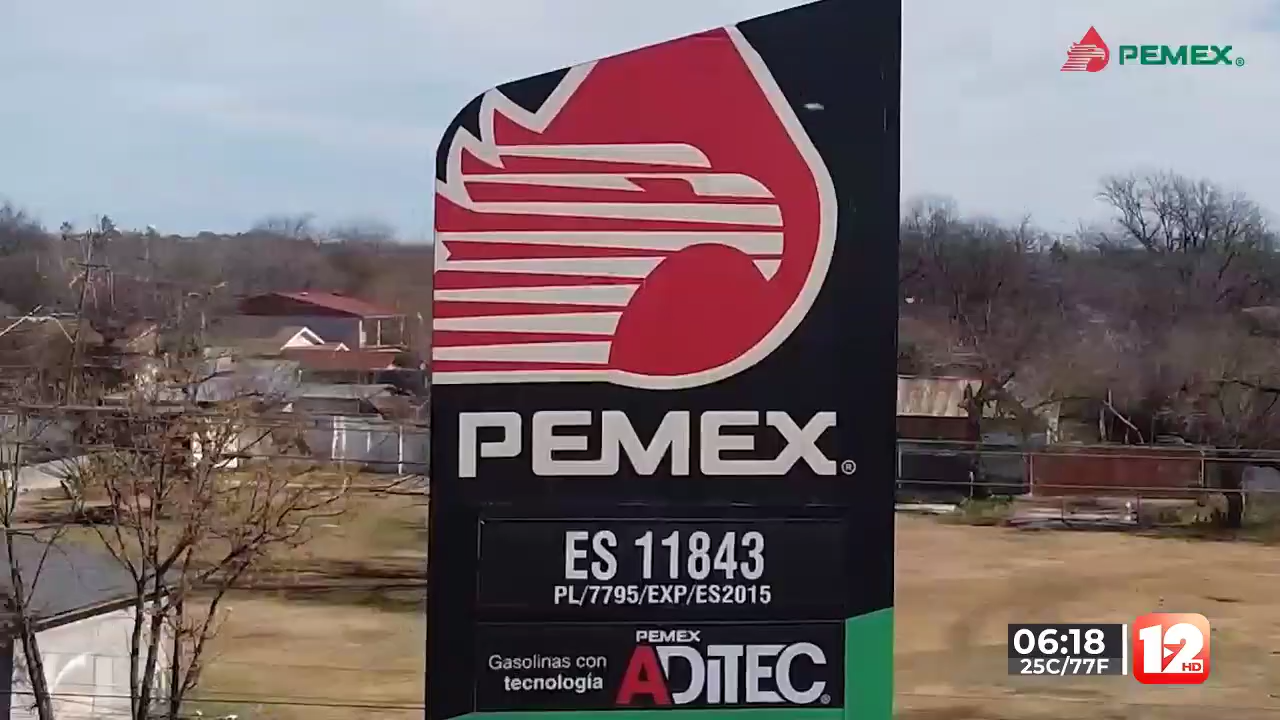 PEMEX®
PEMEX®
ES 11843
PL/7795/EXP/ES2015
PEMEX
Gasolinas con
tecnología
ADITEC®
06:18
25C/77F
12
HD